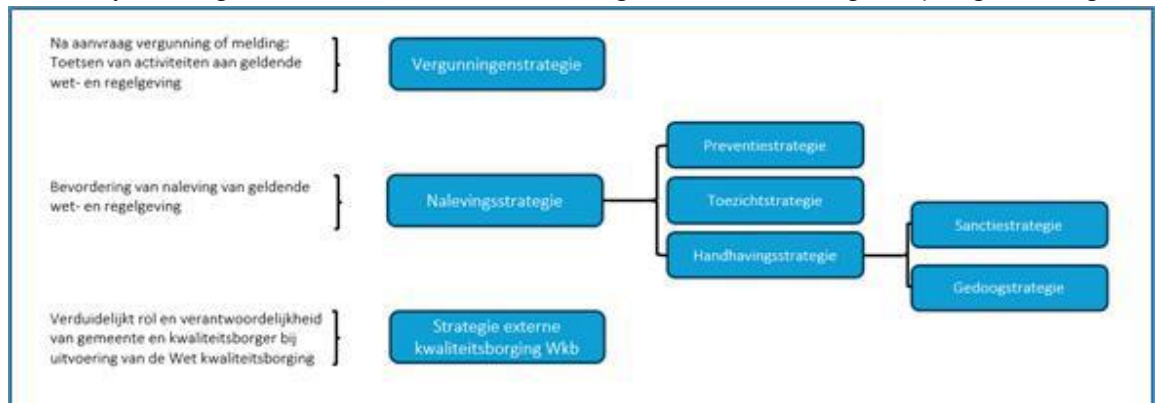 Na aanvraag vergunning of melding:
Toetsen van activiteiten aan geldende
wet- en regelgeving
Vergunningenstrategie
Bevordering van naleving van geldende
wet- en regelgeving
Nalevingsstrategie
Preventiestrategie
Toezichtstrategie
Handhavingsstrategie
Sanctiestrategie
Gedoogstrategie
Verduidelijkt rol en verantwoordelijkheid
van gemeente en kwaliteitsborger bij
uitvoering van de Wet kwaliteitsborging
Strategie externe
kwaliteitsborging Wkb